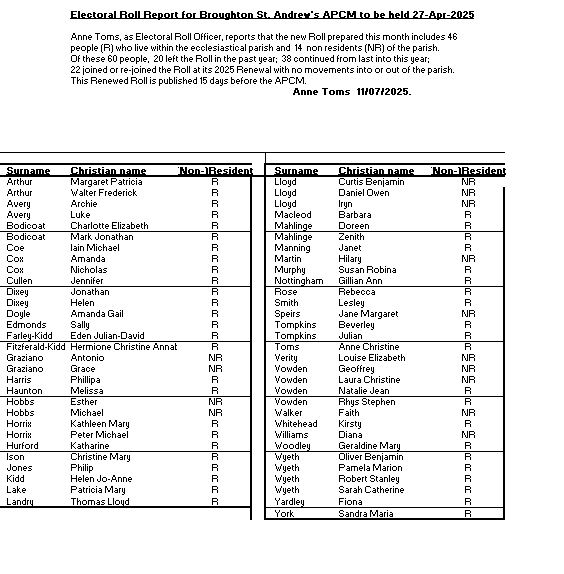 Electoral Roll Report for Broughton St. Andrew's APCM to be held 27-Apr-2025
Anne Toms, as Electoral Roll Officer, reports that the new Roll prepared this month includes 46
people (R) who live within the ecclesiastical parish and 14 non residents (NR) of the parish.
Of these 60 people, 20 left the Roll in the past year; 38 continued from last into this year;
22 joined or re-joined the Roll at its 2025 Renewal with no movements into or out of the parish.
This Renewed Roll is published 15 days before the APCM.
Anne Toms 11/07/2025.
Surname Christian name (Non-)Resident
Arthur Margaret Patricia R
Arthur Walter Frederick R
Avery Archie R
Avery Luke R
Bodicoat Charlotte Elizabeth R
Bodicoat Mark Jonathan R
Coe Iain Michael R
Cox Amanda R
Cox Nicholas R
Cullen Jennifer R
Dixey Jonathan R
Dixey Helen R
Doyle Amanda Gail R
Edmonds Sally R
Farley-Kidd Eden Julian-David R
Fitzferald-Kidd Hermione Christine Annat R
Graziano Antonio NR
Graziano Grace NR
Harris Phillipa R
Haunton Melissa R
Hobbs Esther NR
Hobbs Michael NR
Horrix Kathleen Mary R
Horrix Peter Michael R
Hurford Katharine R
Ison Christine Mary R
Jones Philip R
Kidd Helen Jo-Anne R
Lake Patricia Mary R
Landry Thomas Lloyd R
Surname Christian name (Non-)Resident
Lloyd Curtis Benjamin NR
Lloyd Daniel Owen NR
Lloyd Iryn NR
Macleod Barbara R
Mahlinge Doreen R
Mahlinge Zenith R
Manning Janet R
Martin Hilary NR
Murphy Susan Robina R
Nottingham Gillian Ann R
Rose Rebecca R
Smith Lesley R
Speirs Jane Margaret NR
Tompkins Beverley R
Tompkins Julian R
Toms Anne Christine R
Verity Louise Elizabeth NR
Vowden Geoffrey NR
Vowden Laura Christine NR
Vowden Natalie Jean R
Vowden Rhys Stephen R
Walker Faith NR
Whitehead Kirsty R
Williams Diana NR
Woodley Geraldine Mary R
Wyeth Oliver Benjamin R
Wyeth Pamela Marion R
Wyeth Robert Stanley R
Wyeth Sarah Catherine R
Yardley Fiona R
York Sandra Maria R